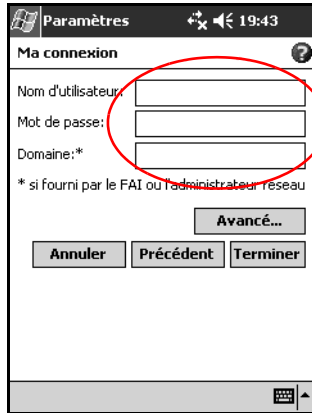 Paramètres 19:43
Ma connexion
Nom d'utilisateur:
Mot de passe:
Domaine:*
* si fourni par le FAI ou l'administrateur réseau
Avancé...
Annuler Précédent Terminer